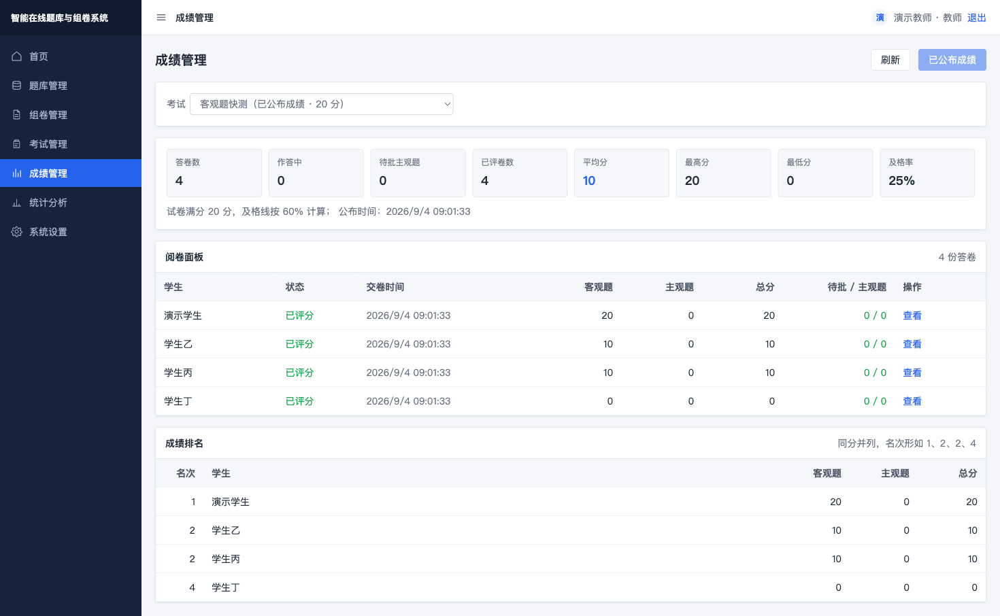 智能在线题库与组卷系统
首页
题库管理
组卷管理
考试管理
成绩管理
统计分析
系统设置
成绩管理
演 演示教师 · 教师 退出
成绩管理
刷新 已公布成绩
考试 客观题快测（已公布成绩 · 20 分）
答卷数 作答中 待批主观题 已评卷数 平均分 最高分 最低分 及格率
4 0 0 4 10 20 0 25%
试卷满分 20 分，及格线按 60% 计算； 公布时间：2026/9/4 09:01:33
阅卷面板 4 份答卷
学生 状态 交卷时间 客观题 主观题 总分 待批 / 主观题 操作
演示学生 已评分 2026/9/4 09:01:33 20 0 20 0 / 0 查看
学生乙 已评分 2026/9/4 09:01:33 10 0 10 0 / 0 查看
学生丙 已评分 2026/9/4 09:01:33 10 0 10 0 / 0 查看
学生丁 已评分 2026/9/4 09:01:33 0 0 0 0 / 0 查看
成绩排名 同分并列，名次形如 1、2、2、4
名次 学生 客观题 主观题 总分
1 演示学生 20 0 20
2 学生乙 10 0 10
2 学生丙 10 0 10
4 学生丁 0 0 0